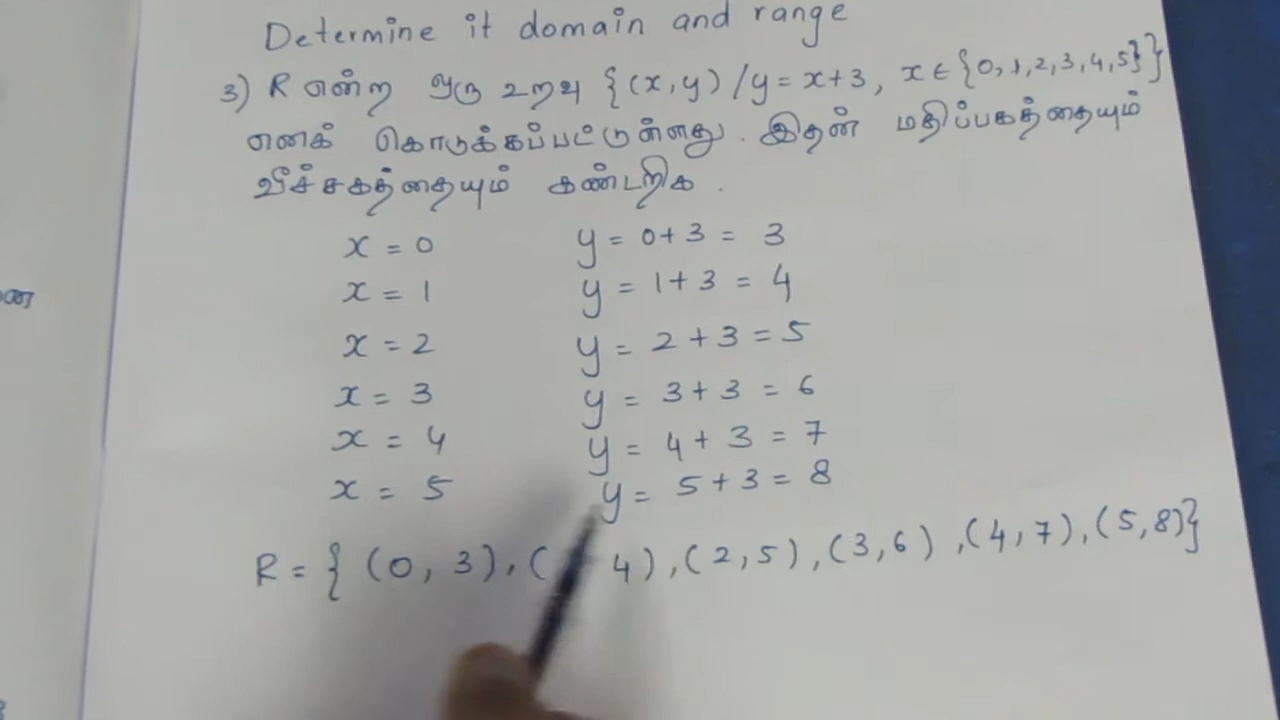 Determine it domain and range
3) R என்ற ஒரு உறவு {(x, y) / y = x+3, x ∈ {0, 1, 2, 3, 4, 5}}
எனக் கொடுக்கப்பட்டுள்ளது. இதன் மதிப்பகத்தையும்
வீச்சகத்தையும் கண்டறிக.
x = 0 y = 0+3 = 3
x = 1 y = 1+3 = 4
x = 2 y = 2+3 = 5
x = 3 y = 3+3 = 6
x = 4 y = 4+3 = 7
x = 5 y = 5+3 = 8
R = { (0, 3), ( 4), (2, 5), (3, 6), (4, 7), (5, 8)}